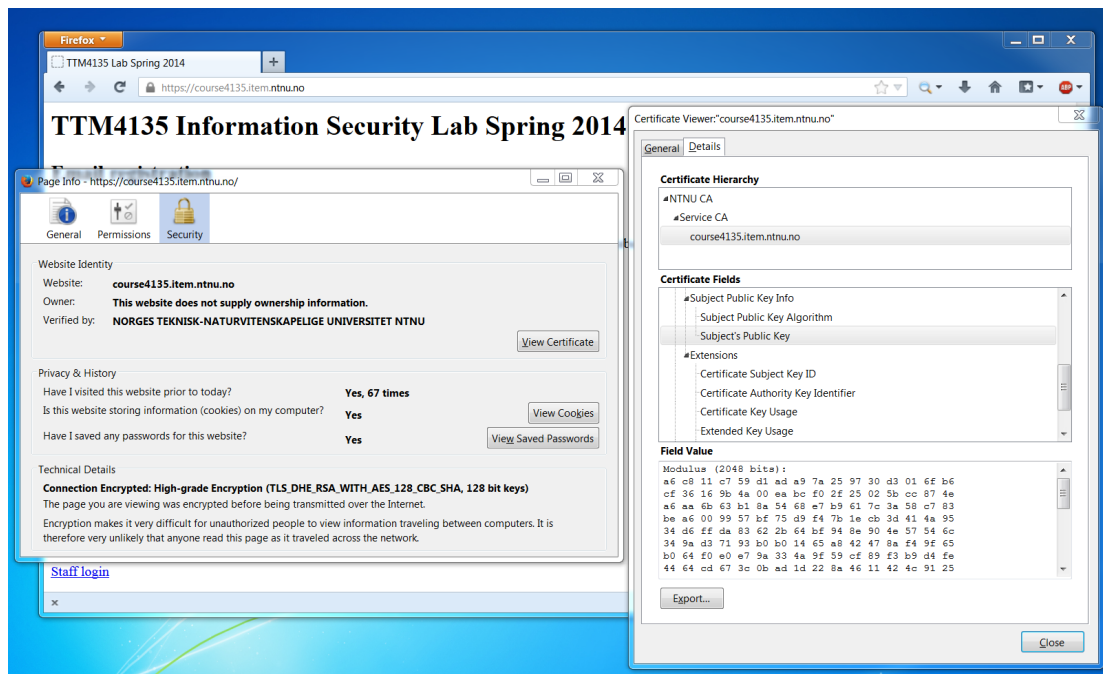 Firefox
TTM4135 Lab Spring 2014
https://course4135.item.ntnu.no
ABP
TTM4135 Information Security Lab Spring 2014
Email registration
Page Info - https://course4135.item.ntnu.no/
General Permissions Security
Website Identity
Website: course4135.item.ntnu.no
Owner: This website does not supply ownership information.
Verified by: NORGES TEKNISK-NATURVITENSKAPELIGE UNIVERSITET NTNU
View Certificate
Privacy & History
Have I visited this website prior to today? Yes, 67 times
Is this website storing information (cookies) on my computer? Yes View Cookies
Have I saved any passwords for this website? Yes View Saved Passwords
Technical Details
Connection Encrypted: High-grade Encryption (TLS_DHE_RSA_WITH_AES_128_CBC_SHA, 128 bit keys)
The page you are viewing was encrypted before being transmitted over the Internet.
Encryption makes it very difficult for unauthorized people to view information traveling between computers. It is
therefore very unlikely that anyone read this page as it traveled across the network.
Staff login
Certificate Viewer:"course4135.item.ntnu.no"
General Details
Certificate Hierarchy
NTNU CA
Service CA
course4135.item.ntnu.no
Certificate Fields
Subject Public Key Info
Subject Public Key Algorithm
Subject's Public Key
Extensions
Certificate Subject Key ID
Certificate Authority Key Identifier
Certificate Key Usage
Extended Key Usage
Field Value
Modulus (2048 bits):
a6 c8 11 c7 59 d1 ad a9 7a 25 97 30 d3 01 6f b6
cf 36 16 9b 4a 00 ea bc f0 2f 25 02 5b cc 87 4e
a6 aa 6b 63 b1 8a 54 68 e7 b9 61 7c 3a 58 c7 83
be a6 00 99 57 bf 75 d9 f4 7b 1e cb 3d 41 4a 95
34 d6 ff da 83 62 2b 64 bf 94 8e 90 4e 57 54 6c
34 9a d3 71 93 b0 b0 14 65 a8 42 47 8a f4 9f 65
b0 64 f0 e0 e7 9a 33 4a 9f 59 cf 89 f3 b9 d4 fe
44 64 cd 67 3c 0b ad 1d 22 8a 46 11 42 4c 91 25
Export...
Close